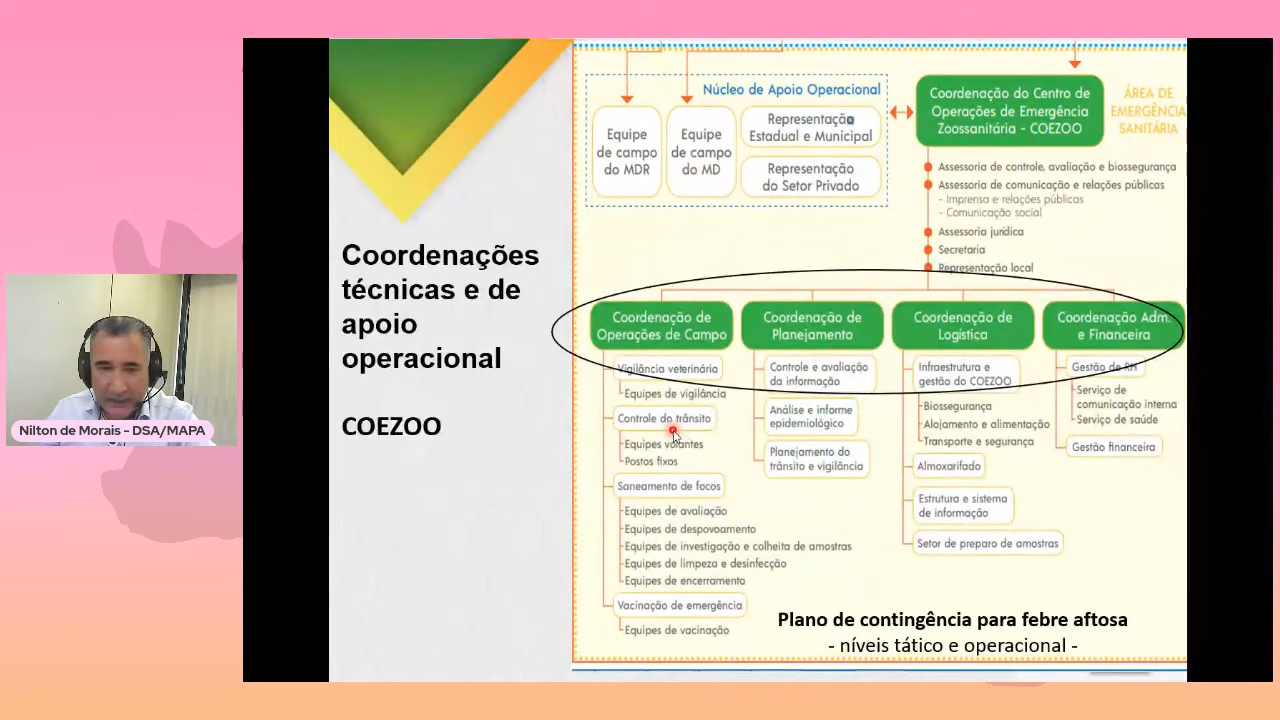 Coordenações
técnicas e de
apoio
operacional
COEZOO
Núcleo de Apoio Operacional
Equipe
de campo
do MDR
Equipe
de campo
do MD
Representação
Estadual e Municipal
Representação
do Setor Privado
Coordenação do Centro de
Operações de Emergência
Zoossanitária - COEZOO
ÁREA DE
EMERGÊNCIA
SANITÁRIA
Assessoria de controle, avaliação e biossegurança
Assessoria de comunicação e relações públicas
- Imprensa e relações públicas
- Comunicação social
Assessoria jurídica
Secretaria
Representação local
Coordenação de
Operações de Campo
Vigilância veterinária
Equipes de vigilância
Controle do trânsito
Equipes volantes
Postos fixos
Saneamento de focos
Equipes de avaliação
Equipes de despovoamento
Equipes de investigação e colheita de amostras
Equipes de limpeza e desinfecção
Equipes de encerramento
Vacinação de emergência
Equipes de vacinação
Coordenação de
Planejamento
Controle e avaliação
da informação
Análise e informe
epidemiológico
Planejamento do
trânsito e vigilância
Coordenação de
Logística
Infraestrutura e
gestão do COEZOO
Biossegurança
Alojamento e alimentação
Transporte e segurança
Almoxarifado
Estrutura e sistema
de informação
Setor de preparo de amostras
Coordenação Adm.
e Financeira
Gestão de RH
Serviço de
comunicação interna
Serviço de saúde
Gestão financeira
Plano de contingência para febre aftosa
- níveis tático e operacional -
Nilton de Morais - DSA/MAPA